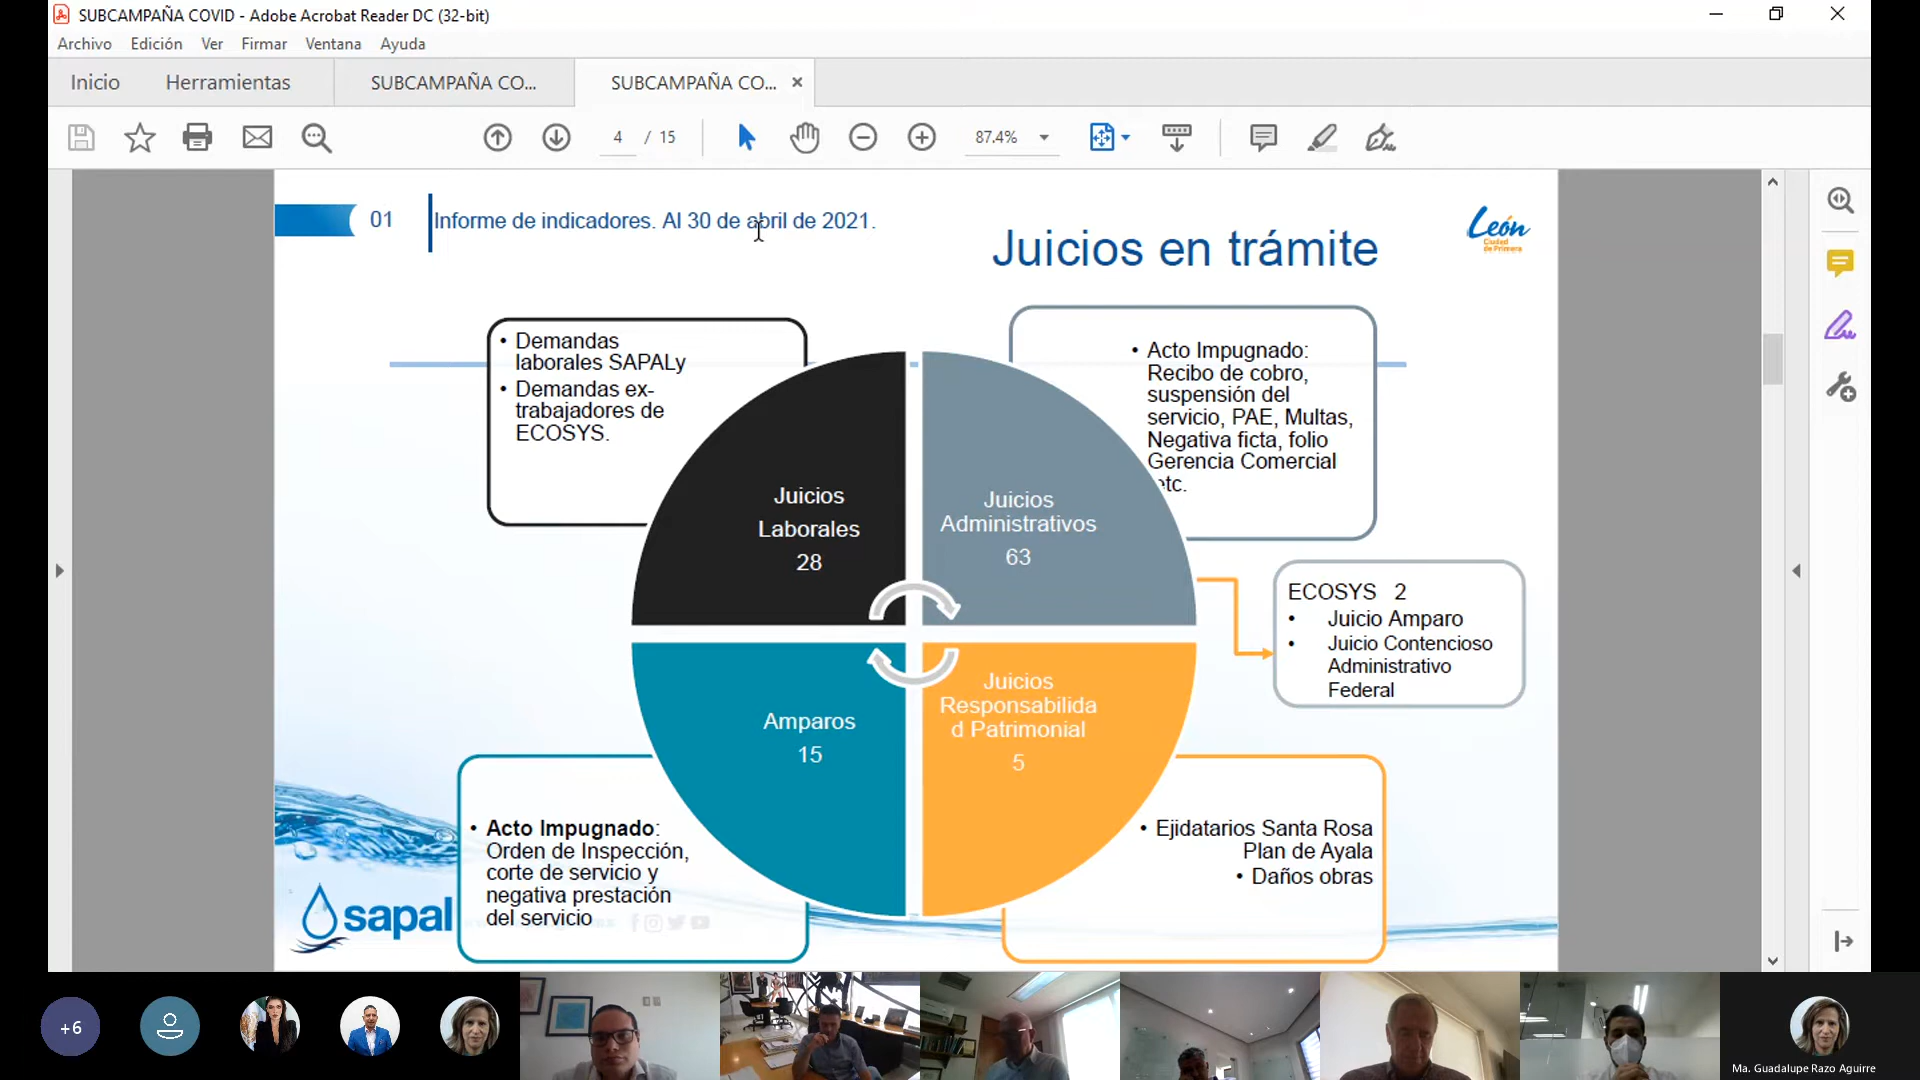 SUBCAMPAÑA COVID - Adobe Acrobat Reader DC (32-bit)
Archivo Edición Ver Firmar Ventana Ayuda
Inicio Herramientas SUBCAMPAÑA CO... SUBCAMPAÑA CO...
4 / 15 87.4%
01 Informe de indicadores. Al 30 de abril de 2021.
León
Ciudad
de Primera
Juicios en trámite
• Demandas
laborales SAPALy
• Demandas ex-
trabajadores de
ECOSYS.
• Acto Impugnado:
Recibo de cobro,
suspensión del
servicio, PAE, Multas,
Negativa ficta, folio
Gerencia Comercial
etc.
Juicios
Laborales
28
Juicios
Administrativos
63
ECOSYS 2
• Juicio Amparo
• Juicio Contencioso
Administrativo
Federal
Amparos
15
Juicios
Responsabilida
d Patrimonial
5
• Acto Impugnado:
Orden de Inspección,
corte de servicio y
negativa prestación
del servicio
• Ejidatarios Santa Rosa
Plan de Ayala
• Daños obras
sapal
+6
Ma. Guadalupe Razo Aguirre